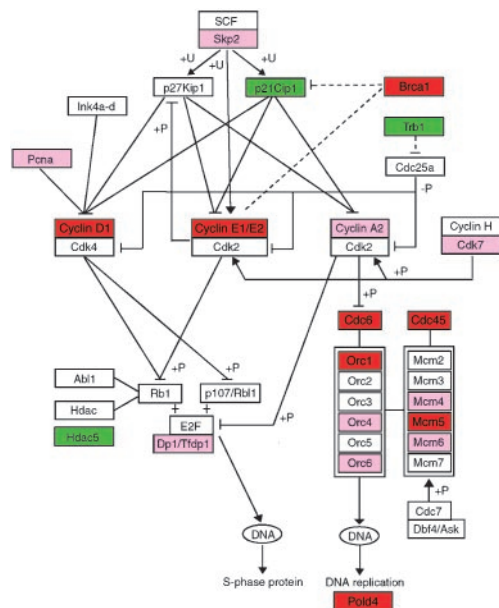 SCF
Skp2
+U
+U
+U
p27Kip1
p21Cip1
Brca1
Ink4a-d
+P
Trb1
Pcna
Cdc25a
-P
Cyclin D1
Cdk4
Cyclin E1/E2
Cdk2
Cyclin A2
Cdk2
Cyclin H
Cdk7
+P
+P
+P
Cdc6
Cdc45
Orc1
Orc2
Orc3
Orc4
Orc5
Orc6
Mcm2
Mcm3
Mcm4
Mcm5
Mcm6
Mcm7
+P
+P
Abl1
Hdac
Hdac5
Rb1
p107/Rbl1
+P
E2F
Dp1/Tfdp1
+P
Cdc7
Dbf4/Ask
DNA
DNA
S-phase protein
DNA replication
Pold4